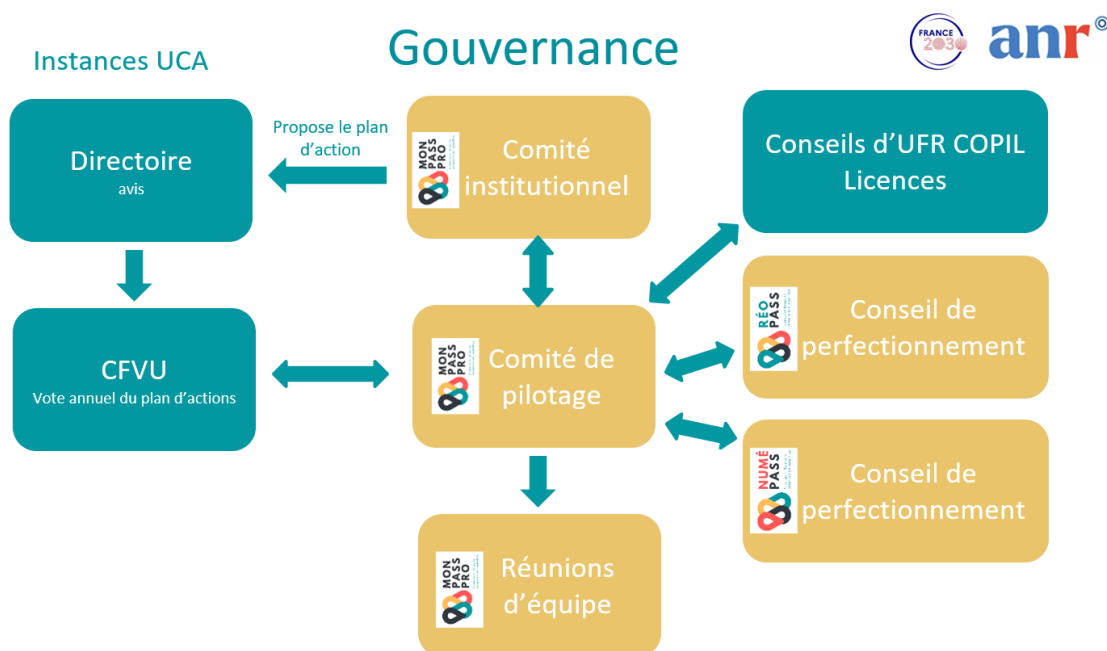 Gouvernance
FRANCE
2030
anr
Instances UCA
Directoire
avis
Propose le plan
d'action
MON
PASS
PRO
Comité
institutionnel
Conseils d'UFR COPIL
Licences
CFVU
Vote annuel du plan d'actions
MON
PASS
PRO
Comité de
pilotage
RÉO
PASS
Conseil de
perfectionnement
NUMÉ
PASS
Conseil de
perfectionnement
MON
PASS
PRO
Réunions
d'équipe